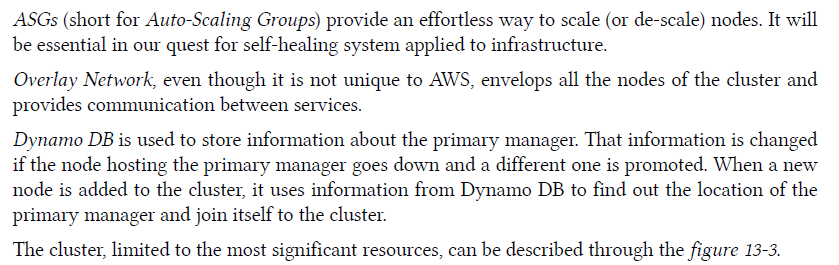 ASGs (short for Auto-Scaling Groups) provide an effortless way to scale (or de-scale) nodes. It will
be essential in our quest for self-healing system applied to infrastructure.
Overlay Network, even though it is not unique to AWS, envelops all the nodes of the cluster and
provides communication between services.
Dynamo DB is used to store information about the primary manager. That information is changed
if the node hosting the primary manager goes down and a different one is promoted. When a new
node is added to the cluster, it uses information from Dynamo DB to find out the location of the
primary manager and join itself to the cluster.
The cluster, limited to the most significant resources, can be described through the figure 13-3.